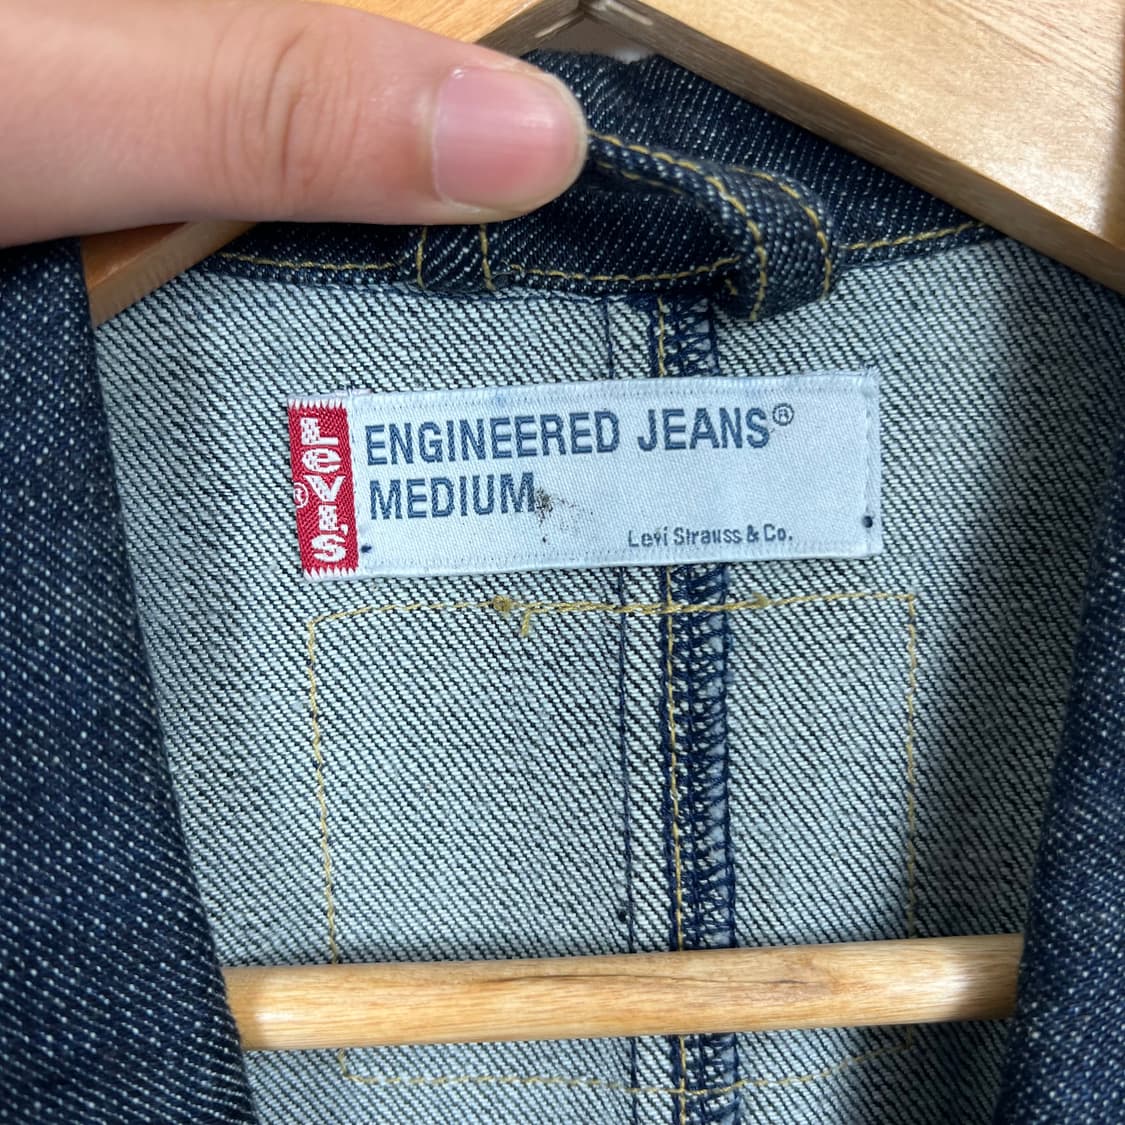 LEVI'S®
ENGINEERED JEANS®
MEDIUM
Levi Strauss & Co.